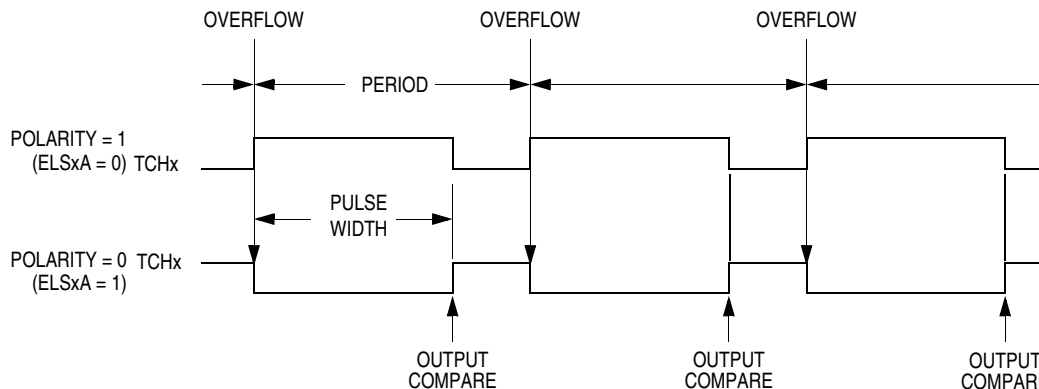 OVERFLOW OVERFLOW OVERFLOW
PERIOD
POLARITY = 1
(ELSxA = 0) TCHx
PULSE
WIDTH
POLARITY = 0 TCHx
(ELSxA = 1)
OUTPUT
COMPARE
OUTPUT
COMPARE
OUTPUT
COMPARE